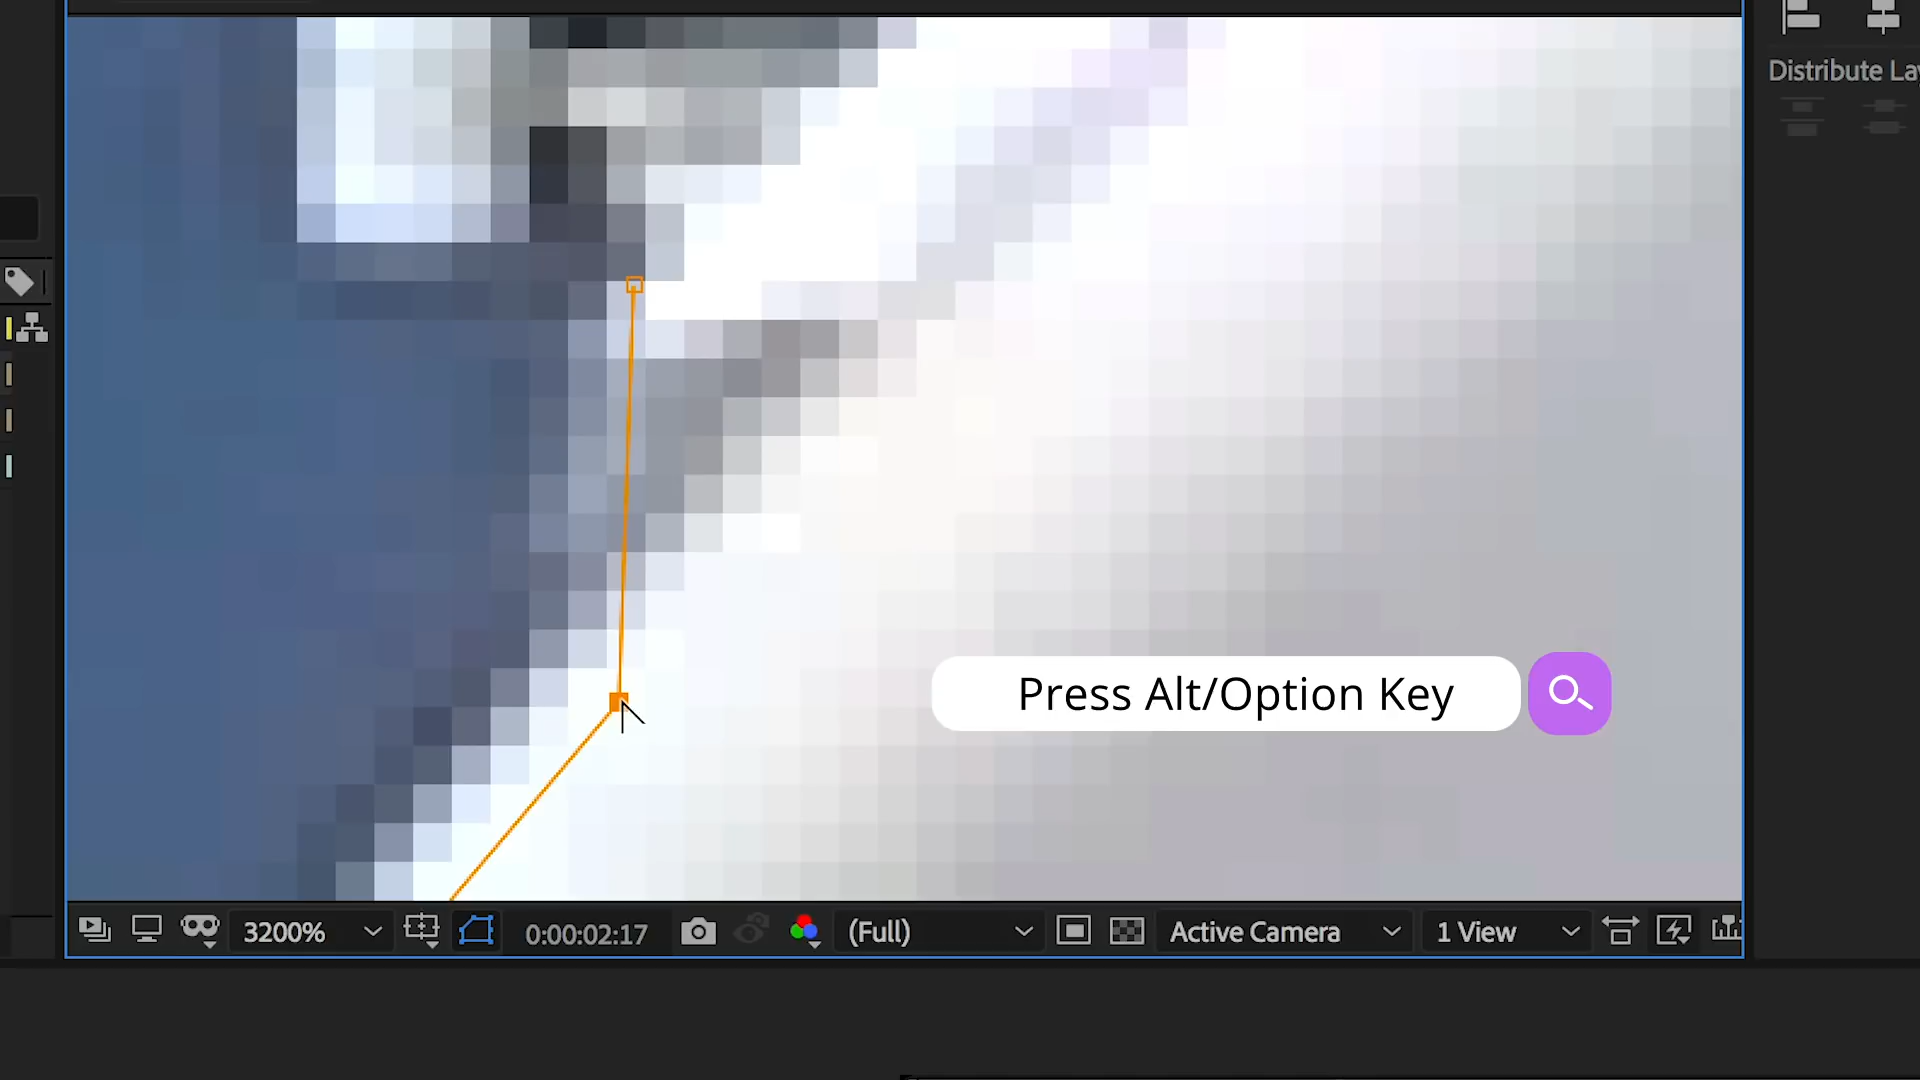 Distribute La
Press Alt/Option Key
3200%
0:00:02:17
(Full)
Active Camera
1 View